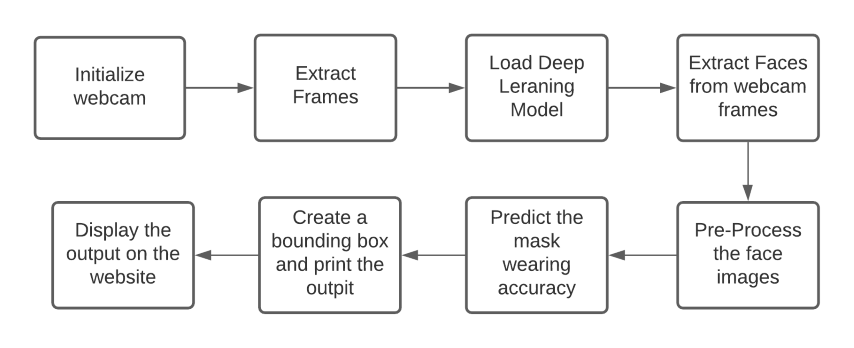 Initialize
webcam
Extract
Frames
Load Deep
Leraning
Model
Extract Faces
from webcam
frames
Pre-Process
the face
images
Predict the
mask
wearing
accuracy
Create a
bounding box
and print the
outpit
Display the
output on the
website